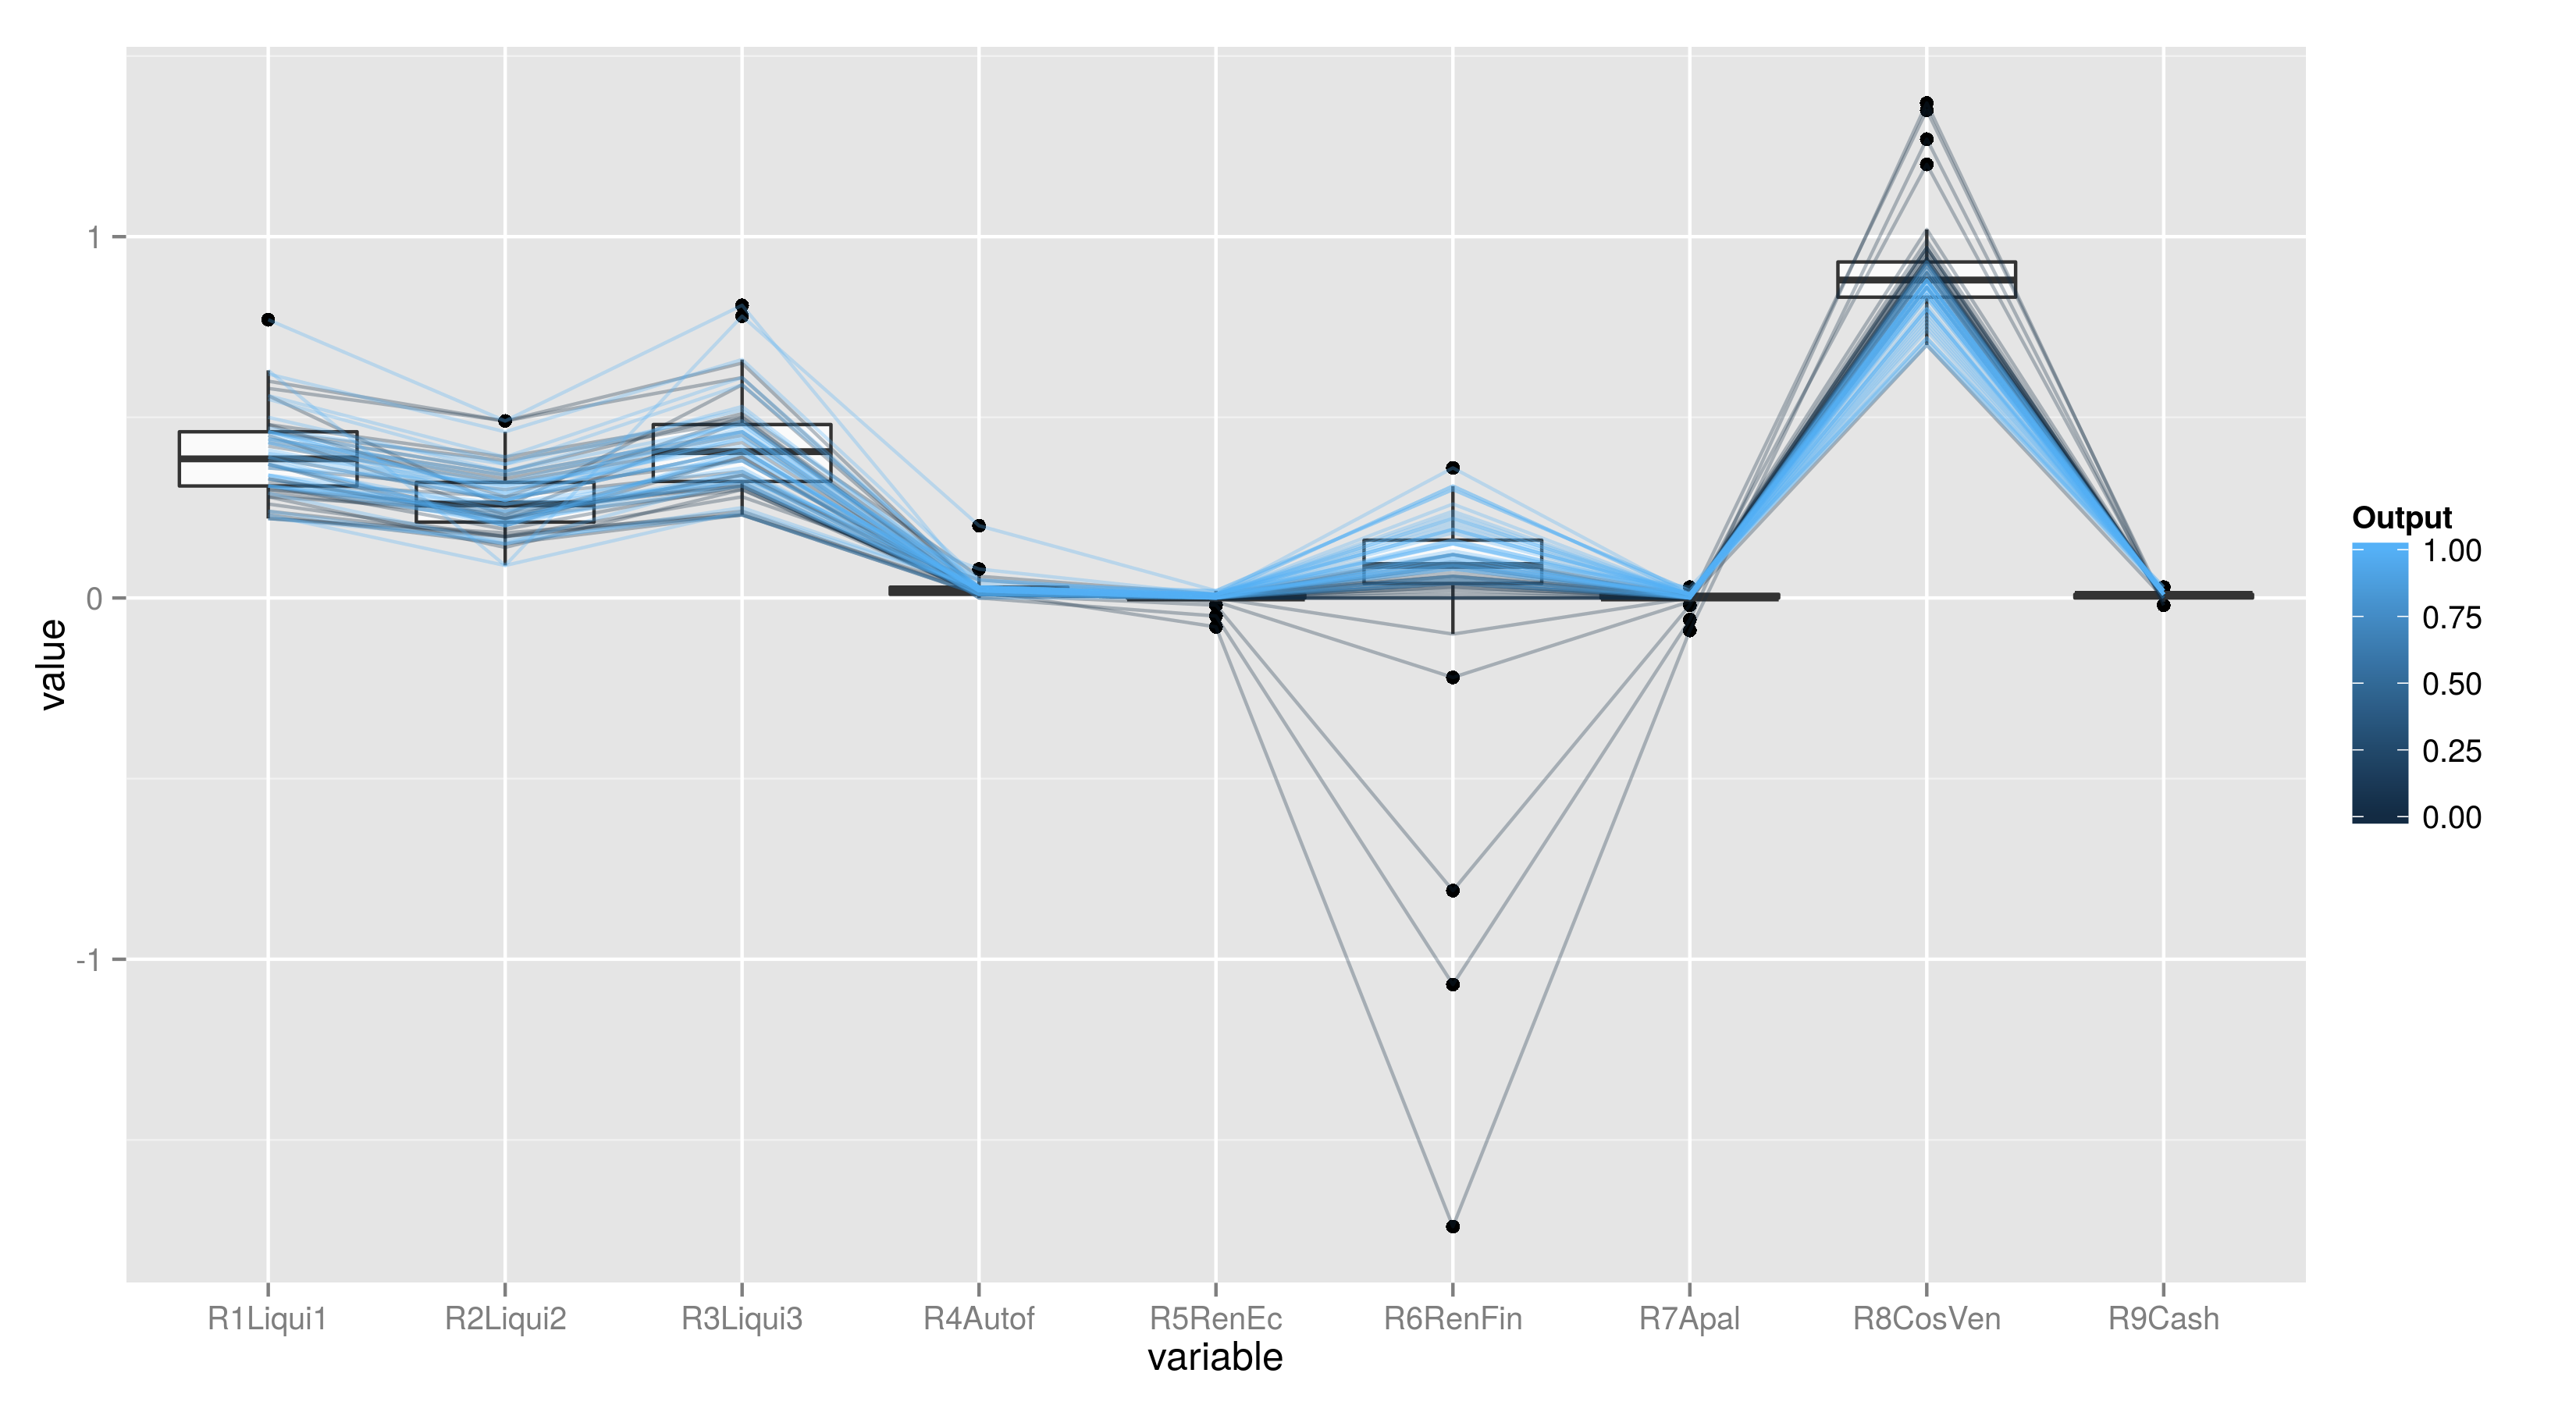 value
1
0
-1
R1Liqui1 R2Liqui2 R3Liqui3 R4Autof R5RenEc R6RenFin R7Apal R8CosVen R9Cash
variable
Output
1.00
0.75
0.50
0.25
0.00